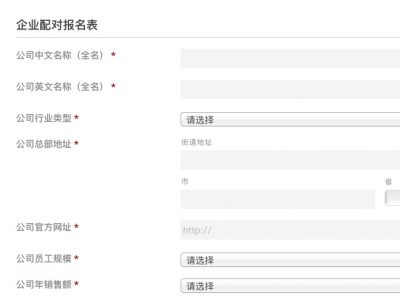 企业配对报名表
公司中文名称（全名）*
公司英文名称（全名）*
公司行业类型 * 请选择
公司总部地址 * 街道地址
市 省
公司官方网址 * http://
公司员工规模 * 请选择
公司年销售额 * 请选择